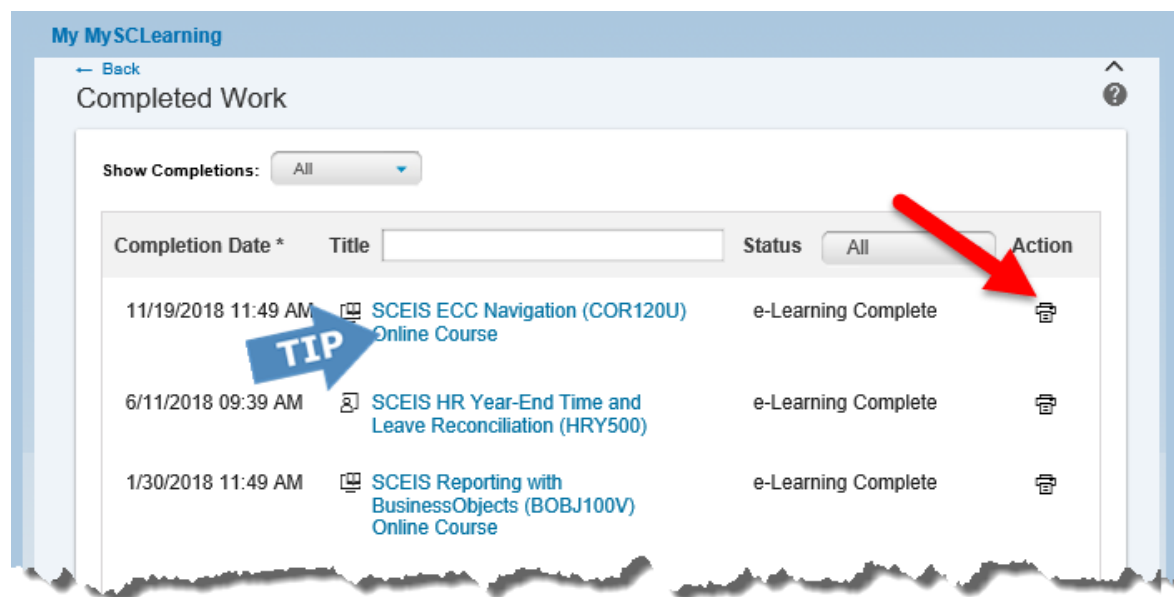 My MySCLearning
← Back
Completed Work
Show Completions: All
Completion Date * Title Status All Action
11/19/2018 11:49 AM SCEIS ECC Navigation (COR120U) e-Learning Complete
TIP Online Course
6/11/2018 09:39 AM SCEIS HR Year-End Time and e-Learning Complete
Leave Reconciliation (HRY500)
1/30/2018 11:49 AM SCEIS Reporting with e-Learning Complete
BusinessObjects (BOBJ100V)
Online Course